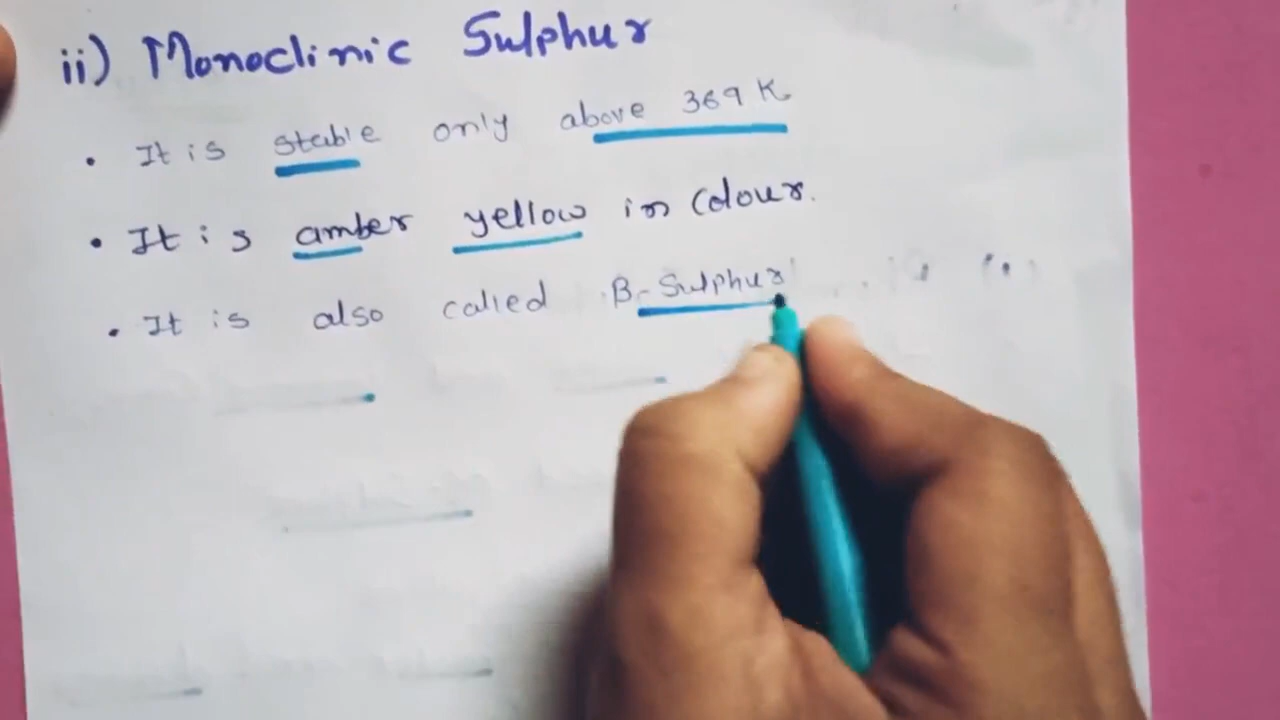 ii) Monoclinic Sulphur
• It is stable only above 369 K
• It is amber yellow in Colour.
• It is also called β-Sulphur